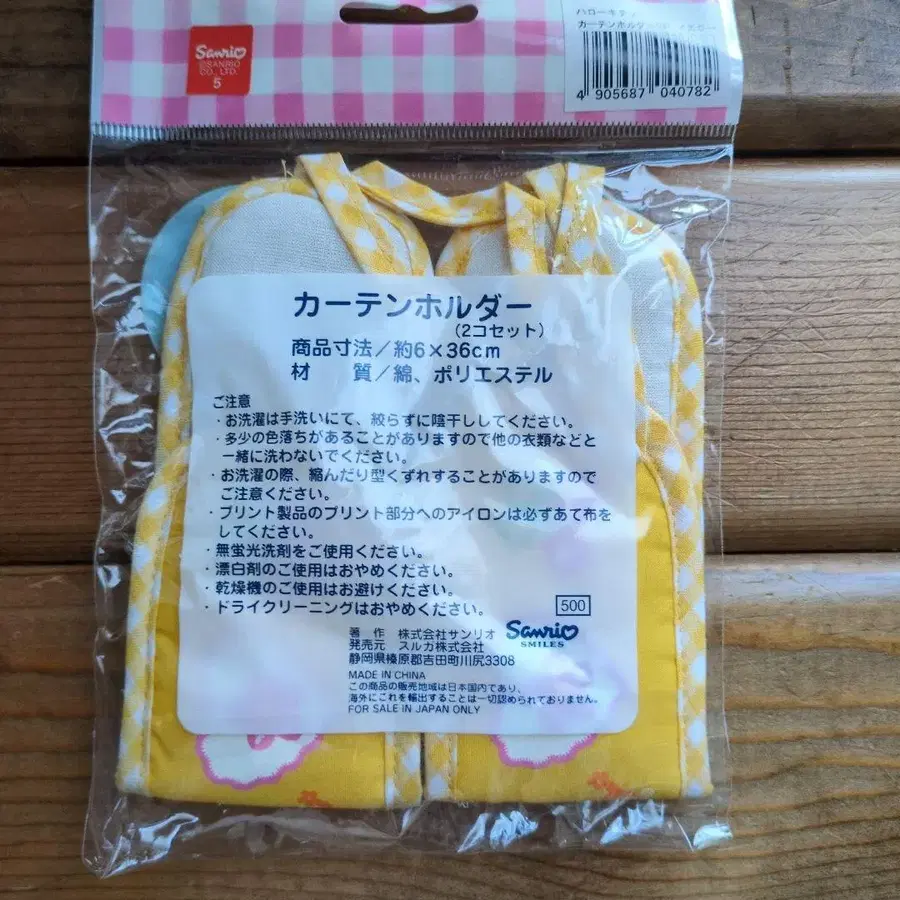 Sanrio
©SANRIO
CO., LTD.
5
ハローキティ
カーテンホルダー
4 905687 040782
カーテンホルダー
(2コセット)
商品寸法/約6×36cm
材 質/綿、ポリエステル
ご注意
・お洗濯は手洗いにて、絞らずに陰干ししてください。
・多少の色落ちがあることがありますので他の衣類などと
一緒に洗わないでください。
・お洗濯の際、縮んだり型くずれすることがありますので
ご注意ください。
・プリント製品のプリント部分へのアイロンは必ずあて布を
してください。
・無蛍光洗剤をご使用ください。
・漂白剤のご使用はおやめください。
・乾燥機のご使用はお避けください。
・ドライクリーニングはおやめください。
500
著 作 株式会社サンリオ
発売元 スルガ株式会社
静岡県榛原郡吉田町川尻3308
Sanrio
SMILES
MADE IN CHINA
この商品の販売地域は日本国内であり、
海外にこれを輸出することは一切認められておりません。
FOR SALE IN JAPAN ONLY